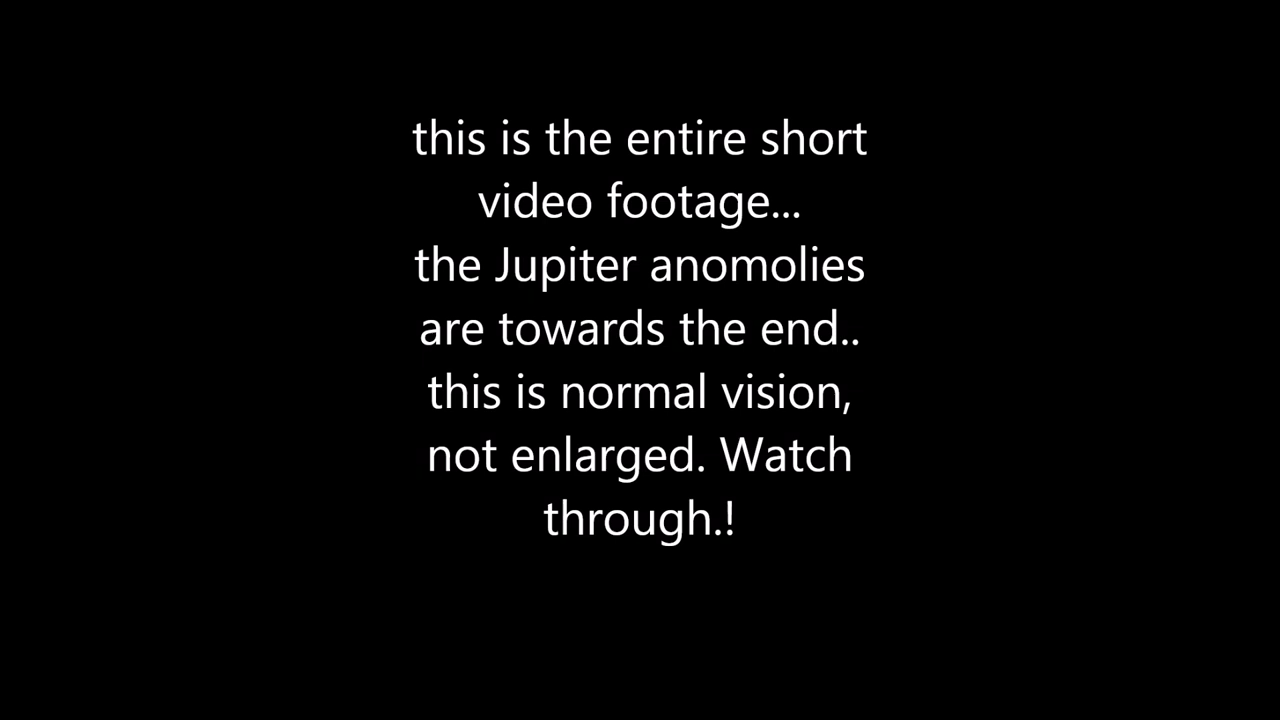 this is the entire short
video footage...
the Jupiter anomolies
are towards the end..
this is normal vision,
not enlarged. Watch
through.!